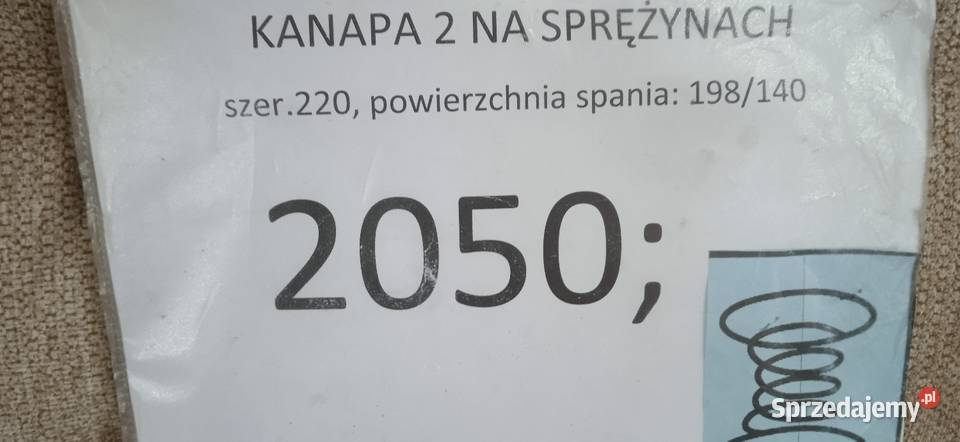 KANAPA 2 NA SPRĘŻYNACH
szer.220, powierzchnia spania: 198/140
2050;
Sprzedajemy.pl